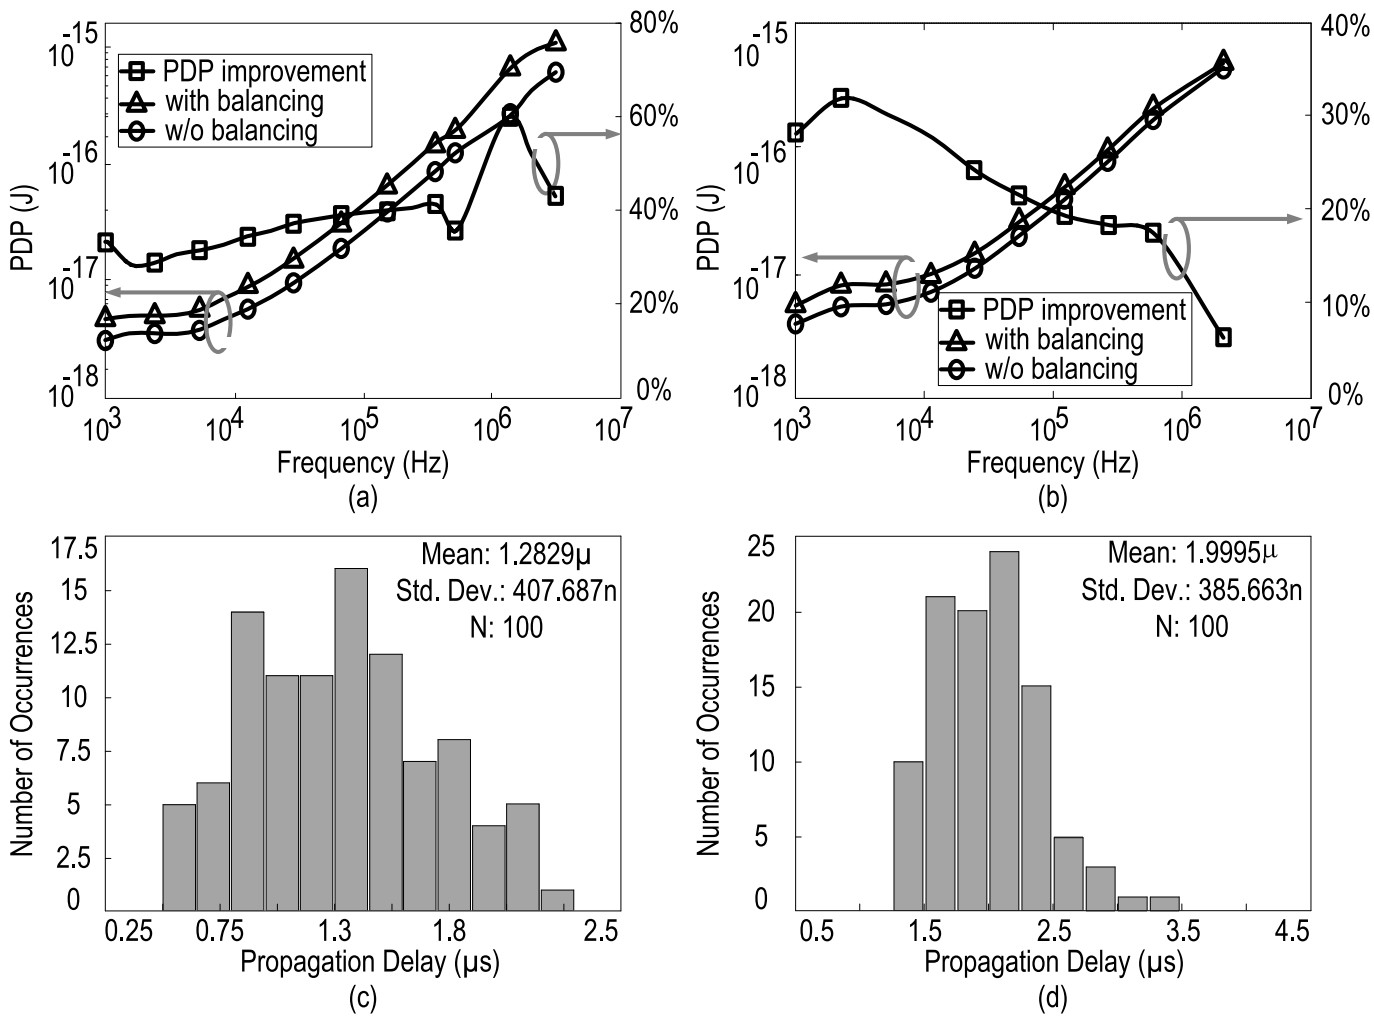 10^-15
10^-16
10^-17
10^-18
PDP (J)
PDP improvement
with balancing
w/o balancing
80%
60%
40%
20%
0%
10^3 10^4 10^5 10^6 10^7
Frequency (Hz)
(a)
10^-15
10^-16
10^-17
10^-18
PDP (J)
PDP improvement
with balancing
w/o balancing
40%
30%
20%
10%
0%
10^3 10^4 10^5 10^6 10^7
Frequency (Hz)
(b)
17.5
15
12.5
10
7.5
5
2.5
0
Number of Occurrences
Mean: 1.2829µ
Std. Dev.: 407.687n
N: 100
0.25 0.75 1.3 1.8 2.5
Propagation Delay (µs)
(c)
25
20
15
10
5
0
Number of Occurrences
Mean: 1.9995µ
Std. Dev.: 385.663n
N: 100
0.5 1.5 2.5 3.5 4.5
Propagation Delay (µs)
(d)